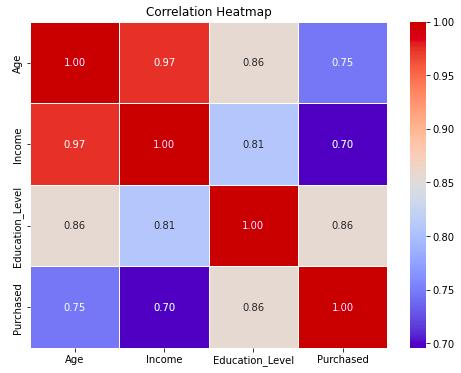 Correlation Heatmap
Age
1.00 0.97 0.86 0.75
Income
0.97 1.00 0.81 0.70
Education_Level
0.86 0.81 1.00 0.86
Purchased
0.75 0.70 0.86 1.00
Age Income Education_Level Purchased
1.00
0.95
0.90
0.85
0.80
0.75
0.70